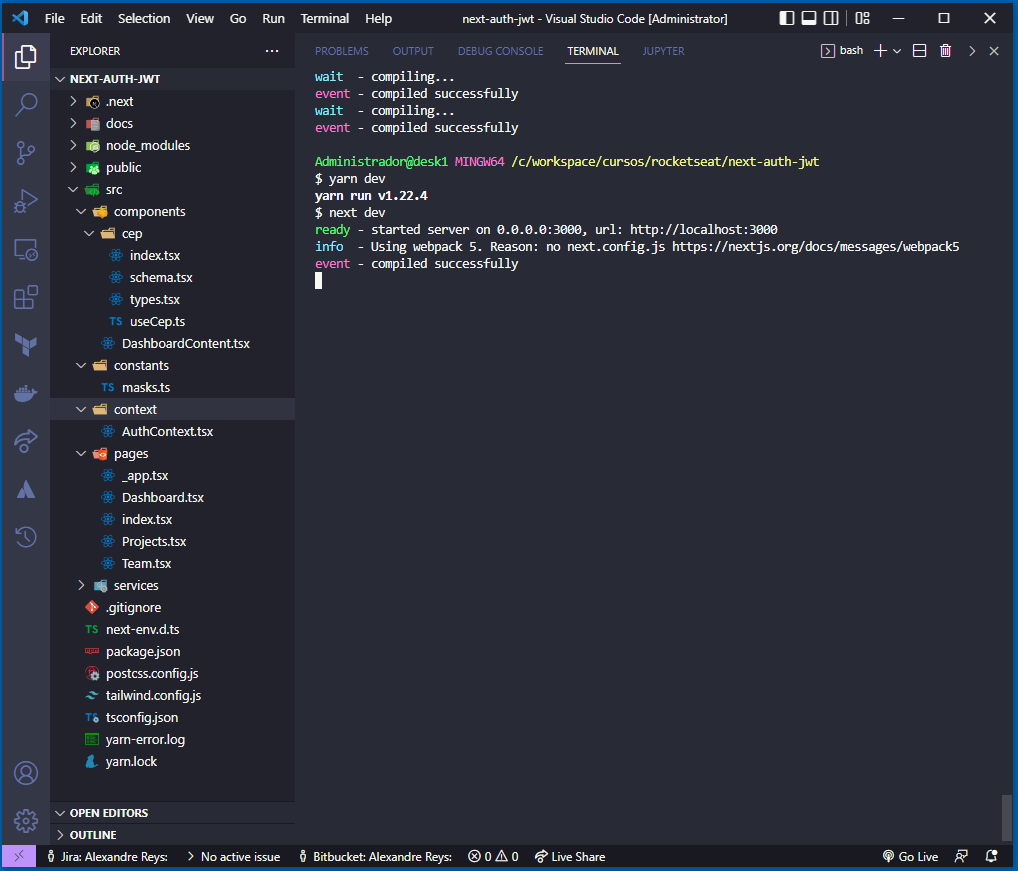 File Edit Selection View Go Run Terminal Help next-auth-jwt - Visual Studio Code [Administrator]
EXPLORER ...
NEXT-AUTH-JWT
.next
docs
node_modules
public
src
components
cep
index.tsx
schema.tsx
types.tsx
TS useCep.ts
DashboardContent.tsx
constants
TS masks.ts
context
AuthContext.tsx
pages
_app.tsx
Dashboard.tsx
index.tsx
Projects.tsx
Team.tsx
services
.gitignore
TS next-env.d.ts
package.json
postcss.config.js
tailwind.config.js
TS tsconfig.json
yarn-error.log
yarn.lock
OPEN EDITORS
OUTLINE
PROBLEMS OUTPUT DEBUG CONSOLE TERMINAL JUPYTER bash
wait - compiling...
event - compiled successfully
wait - compiling...
event - compiled successfully
Administrador@desk1 MINGW64 /c/workspace/cursos/rocketseat/next-auth-jwt
$ yarn dev
yarn run v1.22.4
$ next dev
ready - started server on 0.0.0.0:3000, url: http://localhost:3000
info - Using webpack 5. Reason: no next.config.js https://nextjs.org/docs/messages/webpack5
event - compiled successfully
Jira: Alexandre Reys: > No active issue Bitbucket: Alexandre Reys: 0 0 Live Share Go Live